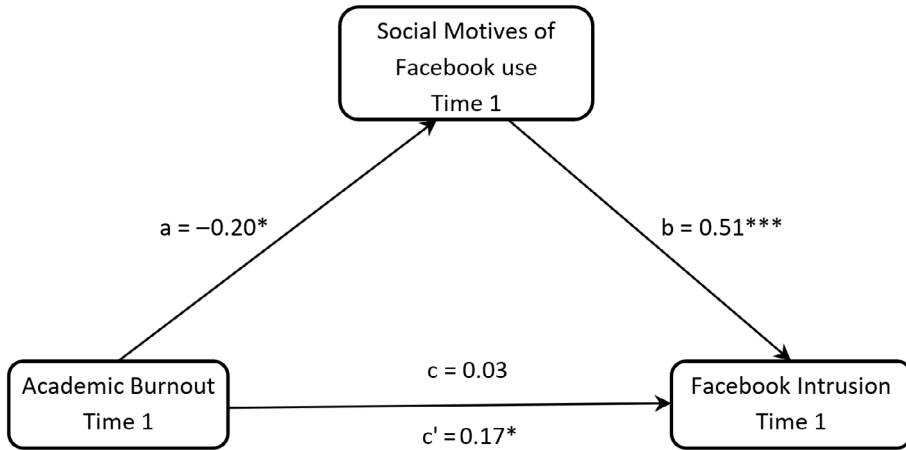 Social Motives of
Facebook use
Time 1
a = –0.20*
b = 0.51***
Academic Burnout
Time 1
c = 0.03
c' = 0.17*
Facebook Intrusion
Time 1